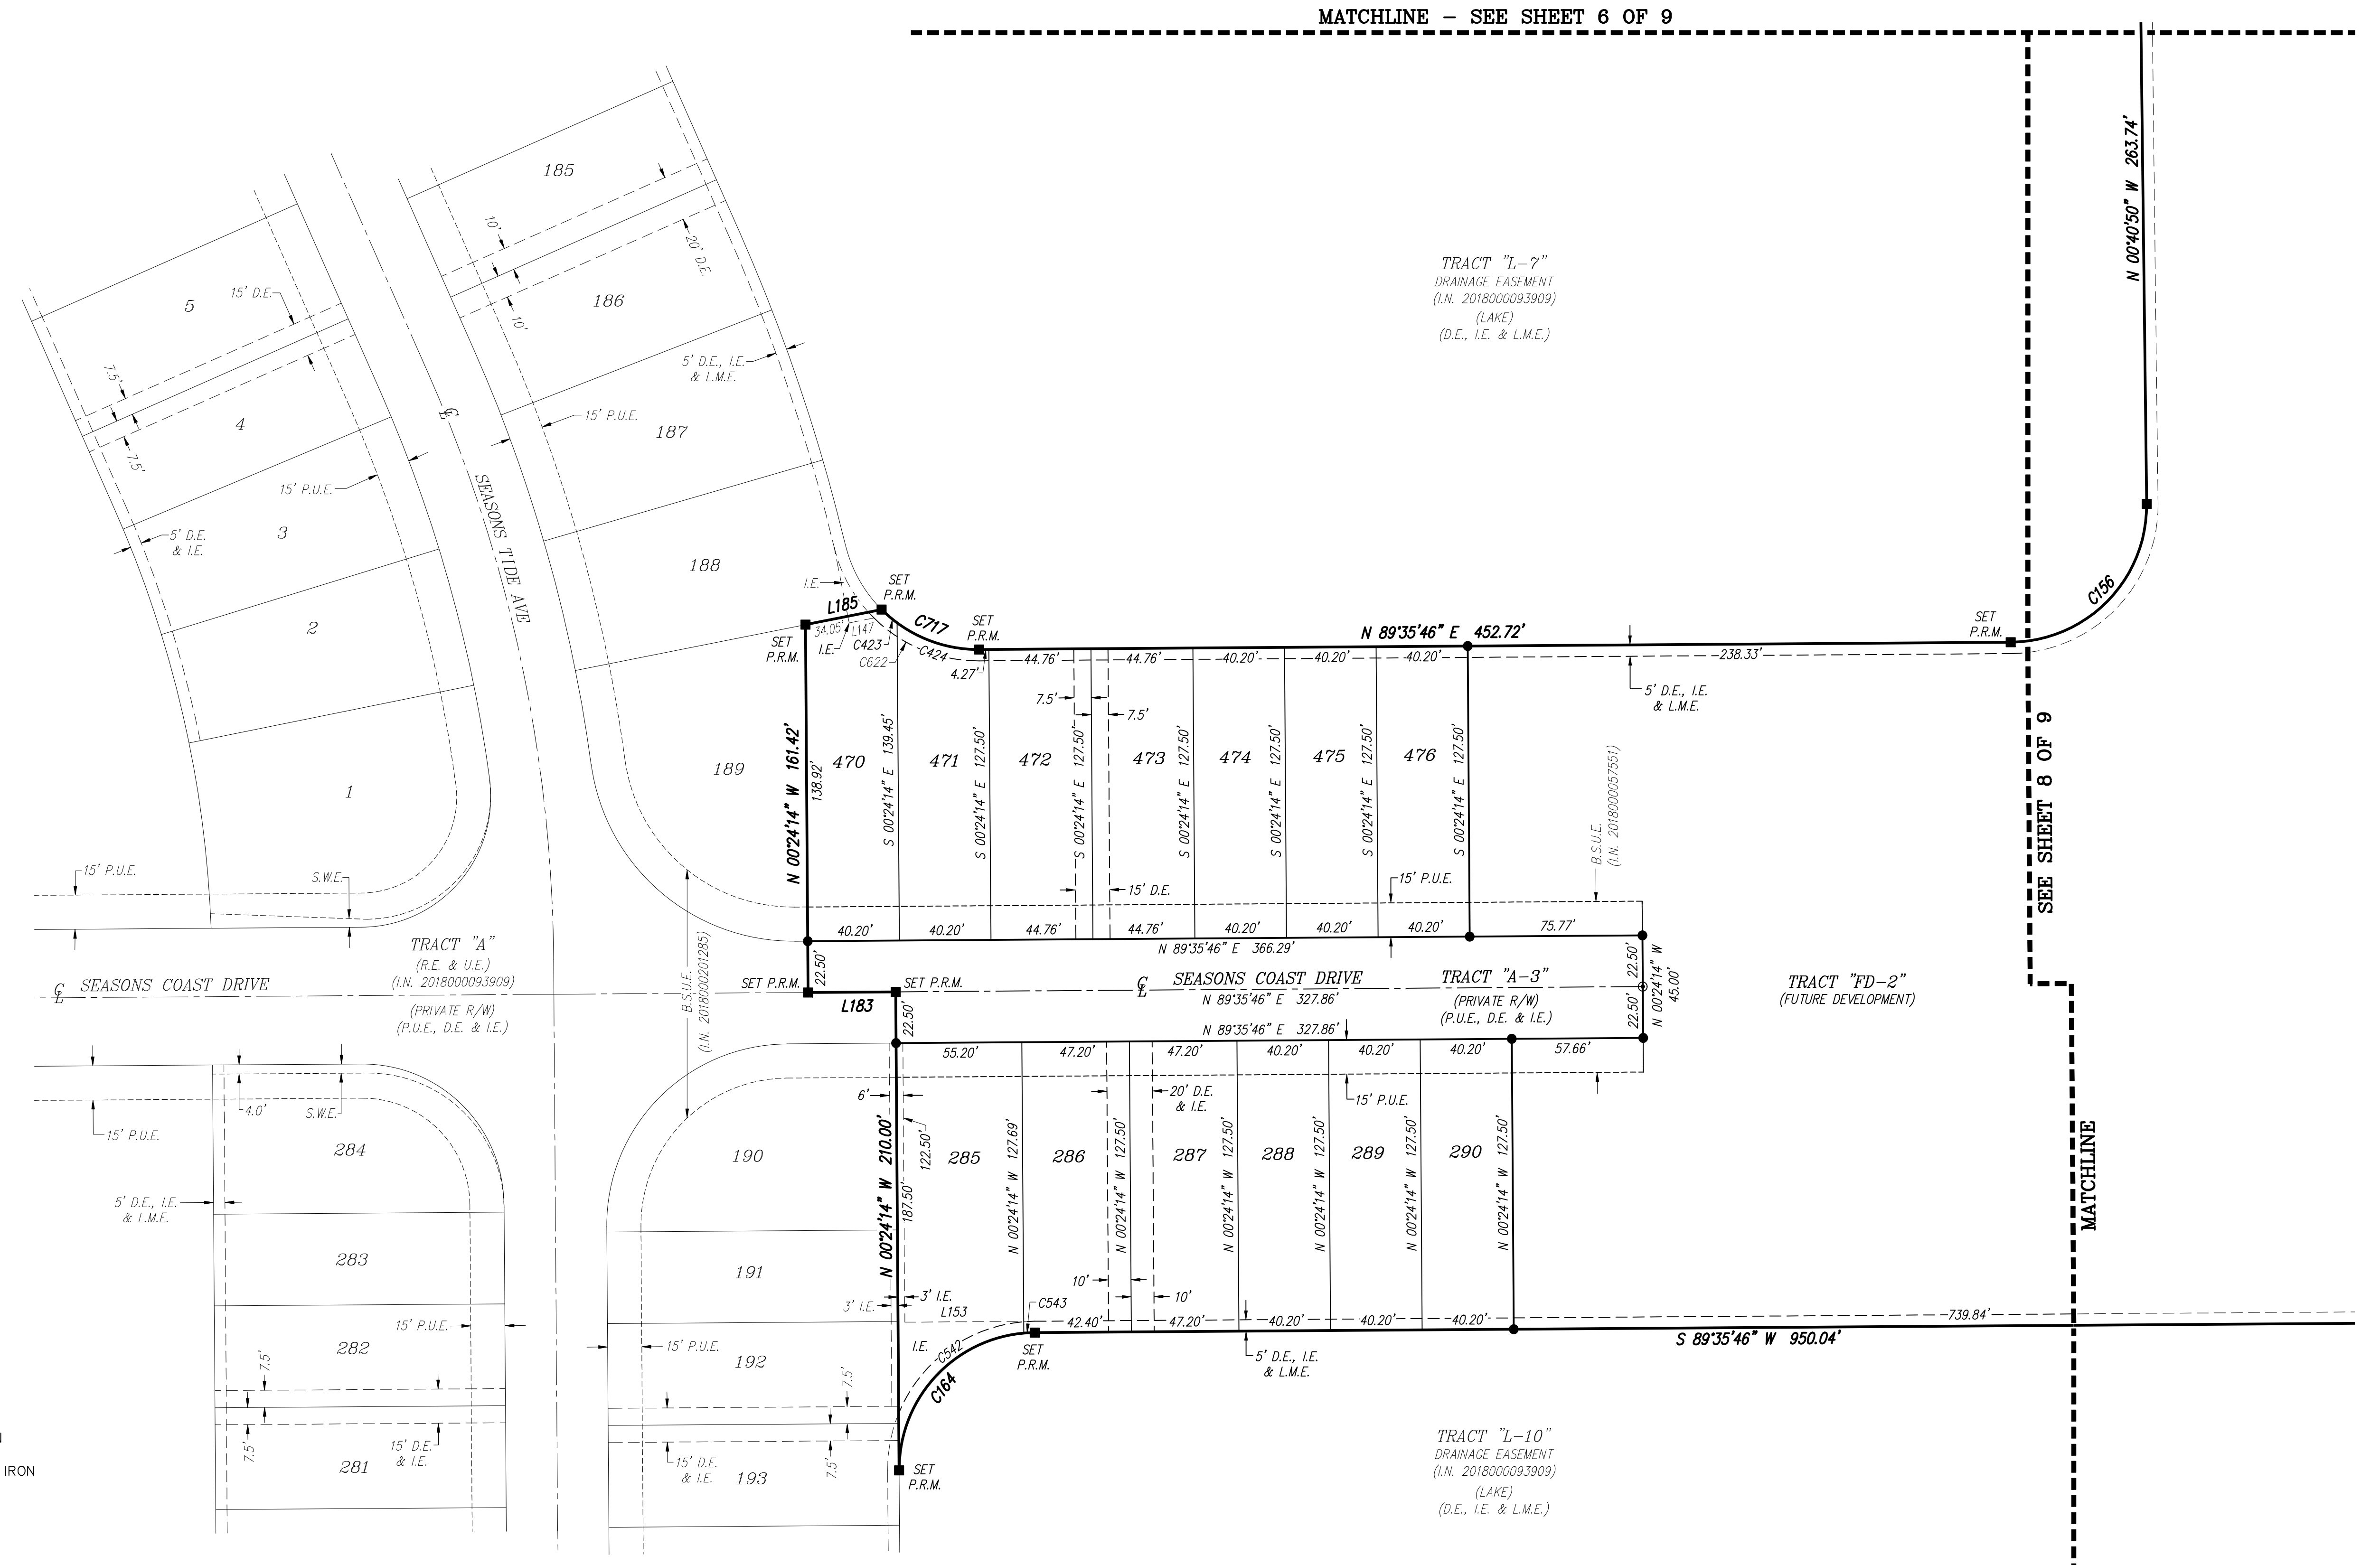 MATCHLINE – SEE SHEET 6 OF 9
185
10'
20' D.E.
10'
186
5
15' D.E.
7.5'
4
7.5'
5' D.E., I.E.
& L.M.E.
15' P.U.E.
187
℄
15' P.U.E.
SEASONS TIDE AVE
3
5' D.E.
& I.E.
188
2
I.E.
TRACT "L-7"
DRAINAGE EASEMENT
(I.N. 2018000093909)
(LAKE)
(D.E., I.E. & L.M.E.)
N 00°40'50" W 263.74'
C156
SET
P.R.M.
L185
SET
P.R.M.
34.05'
L147
I.E.
C423
C622
C717
C424
SET
P.R.M.
4.27'
N 89°35'46" E 452.72'
44.76'
44.76'
40.20'
40.20'
40.20'
238.33'
SET
P.R.M.
5' D.E., I.E.
& L.M.E.
7.5'
7.5'
189
N 00°24'14" W 161.42'
138.92'
470
S 00°24'14" E 139.45'
471
S 00°24'14" E 127.50'
472
S 00°24'14" E 127.50'
473
S 00°24'14" E 127.50'
474
S 00°24'14" E 127.50'
475
S 00°24'14" E 127.50'
476
S 00°24'14" E 127.50'
B.S.U.E.
(I.N. 20180000575551)
SEE SHEET 8 OF 9
1
15' P.U.E.
S.W.E.
15' D.E.
15' P.U.E.
40.20'
40.20'
44.76'
44.76'
40.20'
40.20'
40.20'
75.77'
N 89°35'46" E 366.29'
TRACT "A"
(R.E. & U.E.)
(I.N. 2018000093909)
(PRIVATE R/W)
(P.U.E., D.E. & I.E.)
℄ SEASONS COAST DRIVE
B.S.U.E.
(I.N. 20180000201285)
22.50'
SET P.R.M.
SET P.R.M.
L183
22.50'
℄ SEASONS COAST DRIVE
N 89°35'46" E 327.86'
TRACT "A-3"
(PRIVATE R/W)
(P.U.E., D.E. & I.E.)
22.50'
22.50'
N 00°24'14" W
45.00'
TRACT "FD-2"
(FUTURE DEVELOPMENT)
N 89°35'46" E 327.86'
55.20'
47.20'
47.20'
40.20'
40.20'
40.20'
57.66'
4.0'
S.W.E.
15' P.U.E.
284
6'
20' D.E.
& I.E.
15' P.U.E.
190
N 00°24'14" W 210.00'
187.50'
122.50'
285
N 00°24'14" W 127.69'
286
N 00°24'14" W 127.50'
287
N 00°24'14" W 127.50'
288
N 00°24'14" W 127.50'
289
N 00°24'14" W 127.50'
290
N 00°24'14" W 127.50'
MATCHLINE
5' D.E., I.E.
& L.M.E.
283
191
3' I.E.
3' I.E.
L153
C543
10'
10'
42.40'
47.20'
40.20'
40.20'
40.20'
739.84'
S 89°35'46" W 950.04'
15' P.U.E.
282
15' P.U.E.
192
I.E.
C542
C164
SET
P.R.M.
5' D.E., I.E.
& L.M.E.
7.5'
7.5'
7.5'
7.5'
15' D.E.
& I.E.
281
15' D.E.
& I.E.
193
SET
P.R.M.
TRACT "L-10"
DRAINAGE EASEMENT
(I.N. 2018000093909)
(LAKE)
(D.E., I.E. & L.M.E.)
IRON